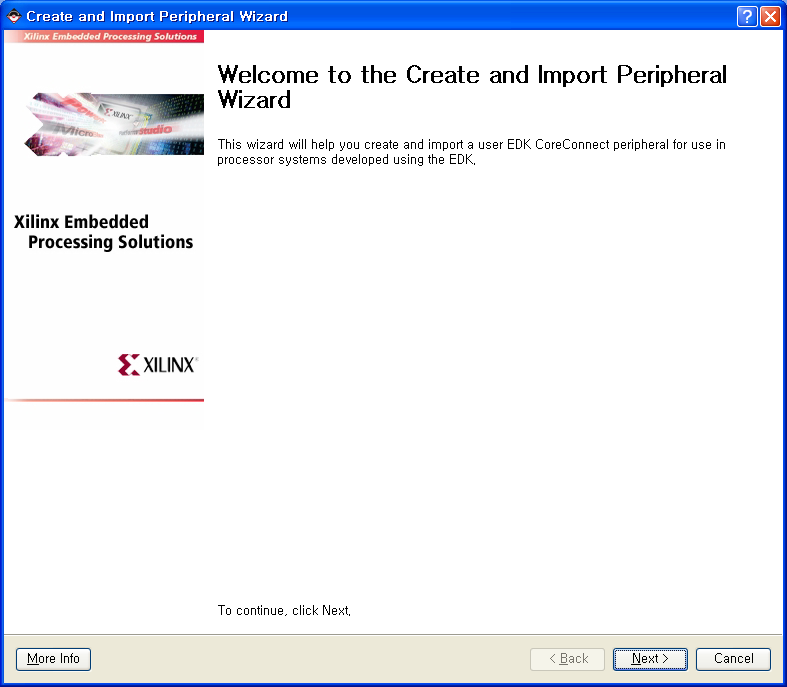 Create and Import Peripheral Wizard
Xilinx Embedded Processing Solutions
Welcome to the Create and Import Peripheral
Wizard
This wizard will help you create and import a user EDK CoreConnect peripheral for use in
processor systems developed using the EDK.
XILINX
Studio
Xilinx Embedded
Processing Solutions
XILINX
To continue, click Next.
More Info
< Back
Next >
Cancel